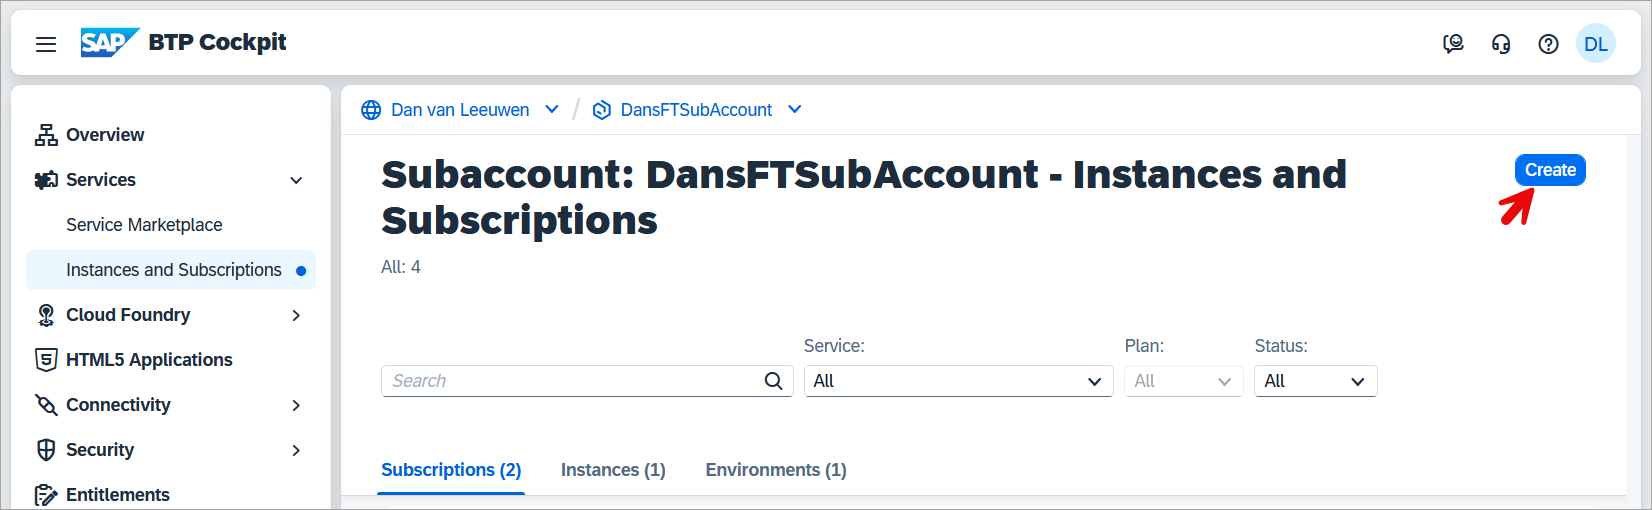 SAP BTP Cockpit
DL
Dan van Leeuwen / DansFTSubAccount
Overview
Services
Service Marketplace
Instances and Subscriptions
Cloud Foundry
HTML5 Applications
Connectivity
Security
Entitlements
Subaccount: DansFTSubAccount - Instances and
Subscriptions
Create
All: 4
Service:
Plan:
Status:
Search
All
All
All
Subscriptions (2)
Instances (1)
Environments (1)